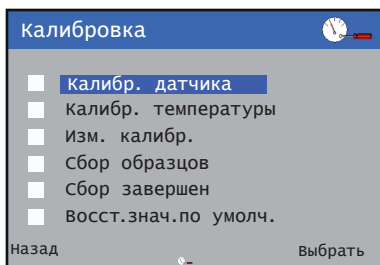 Калибровка
Калибр. датчика
Калибр. температуры
Изм. калибр.
Сбор образцов
Сбор завершен
Восст.знач.по умолч.
Назад Выбрать